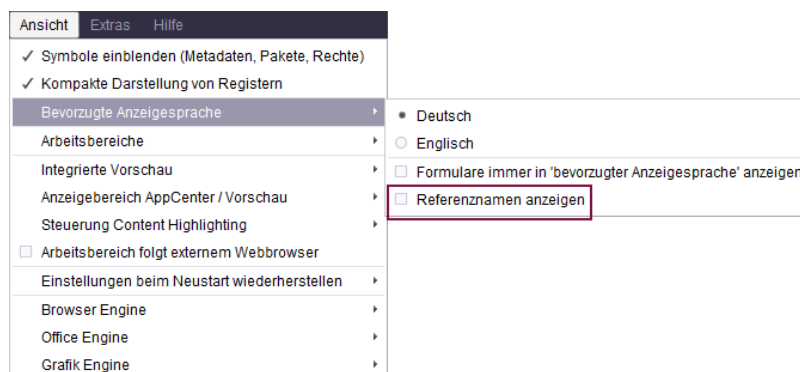 Ansicht Extras Hilfe
Symbole einblenden (Metadaten, Pakete, Rechte)
Kompakte Darstellung von Registern
Bevorzugte Anzeigesprache
Arbeitsbereiche
Integrierte Vorschau
Anzeigebereich AppCenter / Vorschau
Steuerung Content Highlighting
Arbeitsbereich folgt externem Webbrowser
Einstellungen beim Neustart wiederherstellen
Browser Engine
Office Engine
Grafik Engine
Deutsch
Englisch
Formulare immer in 'bevorzugter Anzeigesprache' anzeigen
Referenznamen anzeigen